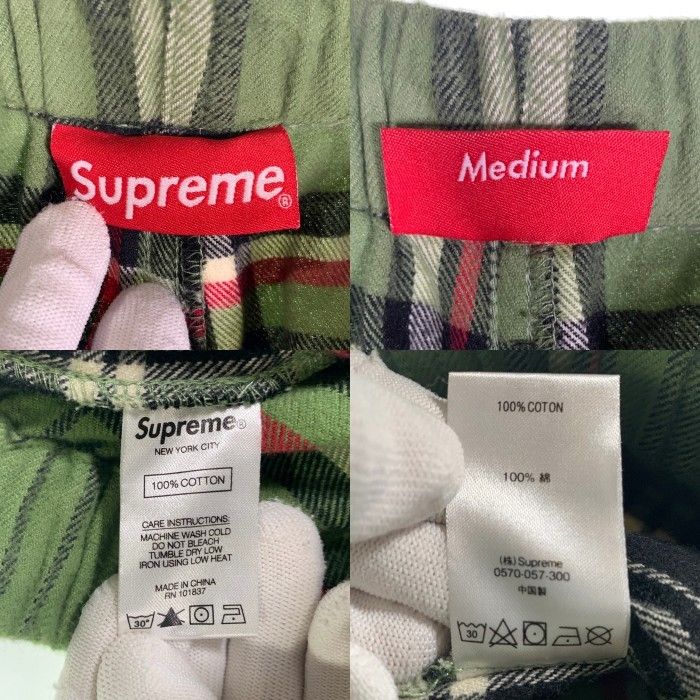 Supreme®
Medium
Supreme®
NEW YORK CITY
100% COTTON
CARE INSTRUCTIONS:
MACHINE WASH COLD
DO NOT BLEACH
TUMBLE DRY LOW
IRON USING LOW HEAT
MADE IN CHINA
RN 101837
30°
100% COTON
100% 綿
(株) Supreme
0570-057-300
中国製
30